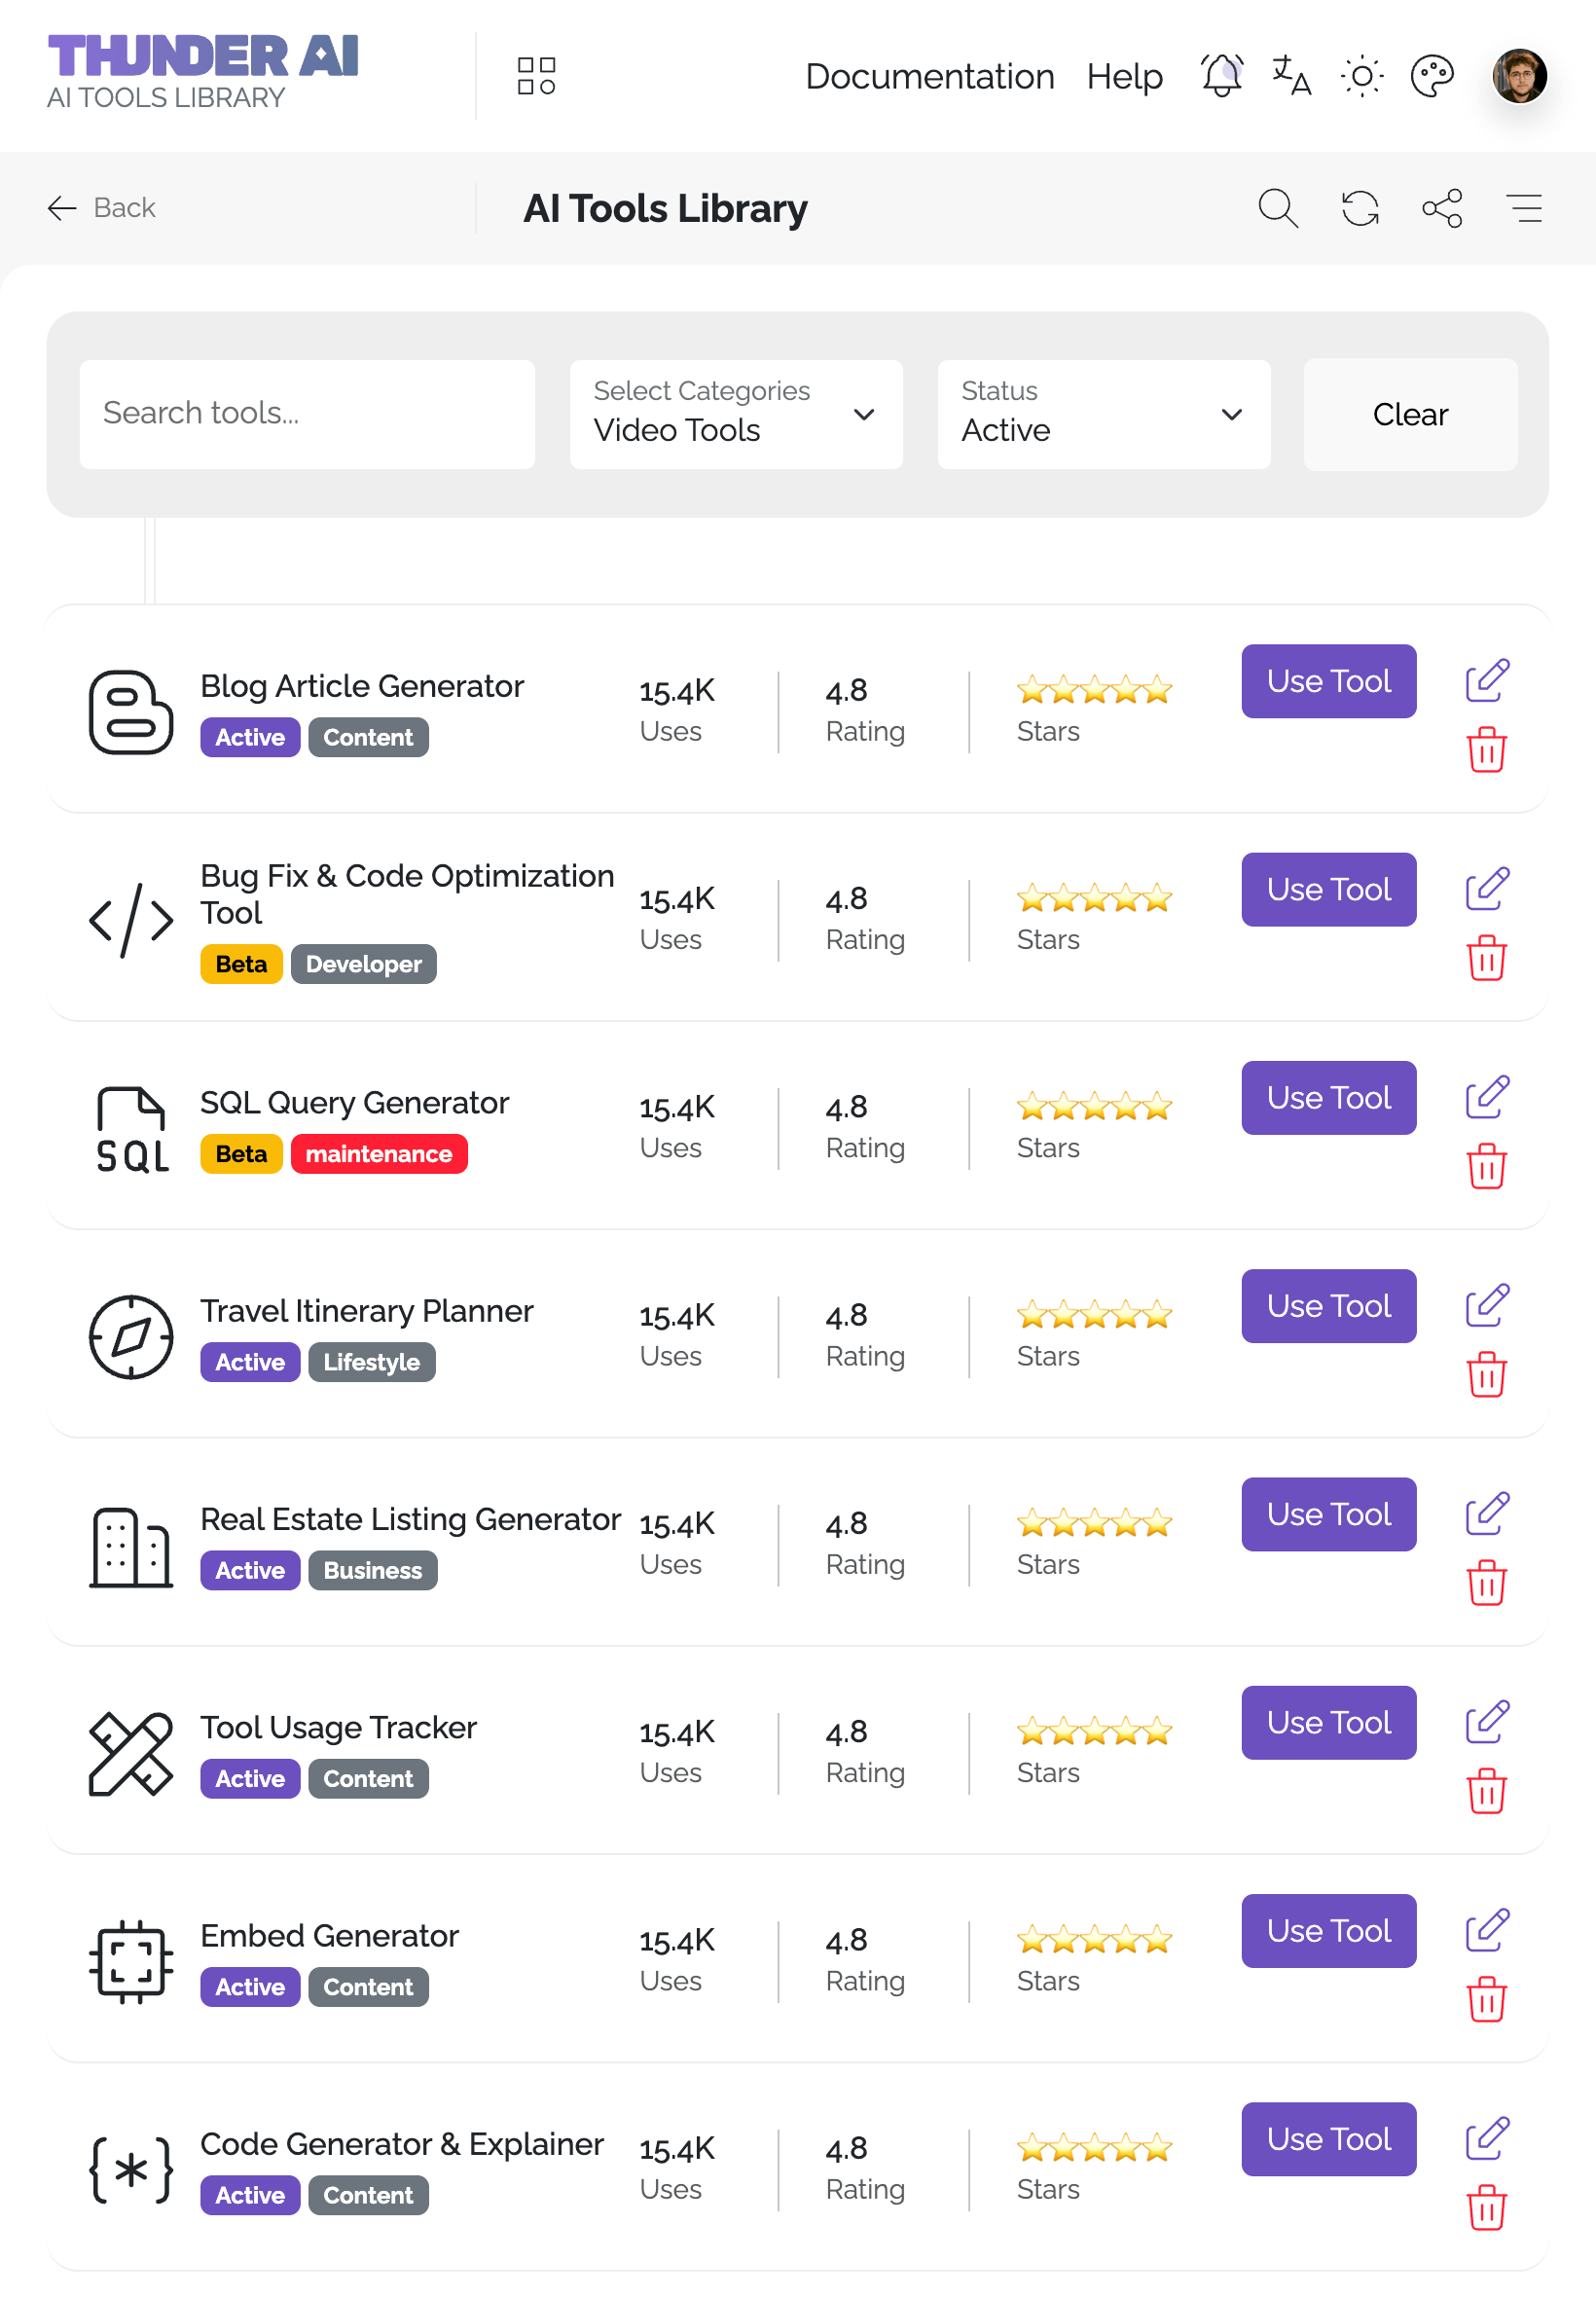 THUNDER AI
AI TOOLS LIBRARY
Documentation Help
Back
AI Tools Library
Search tools...
Select Categories
Video Tools
Status
Active
Clear
Blog Article Generator
Active Content
15.4K
Uses
4.8
Rating
Stars
Use Tool
Bug Fix & Code Optimization
Tool
Beta Developer
15.4K
Uses
4.8
Rating
Stars
Use Tool
SQL
SQL Query Generator
Beta maintenance
15.4K
Uses
4.8
Rating
Stars
Use Tool
Travel Itinerary Planner
Active Lifestyle
15.4K
Uses
4.8
Rating
Stars
Use Tool
Real Estate Listing Generator
Active Business
15.4K
Uses
4.8
Rating
Stars
Use Tool
Tool Usage Tracker
Active Content
15.4K
Uses
4.8
Rating
Stars
Use Tool
Embed Generator
Active Content
15.4K
Uses
4.8
Rating
Stars
Use Tool
Code Generator & Explainer
Active Content
15.4K
Uses
4.8
Rating
Stars
Use Tool